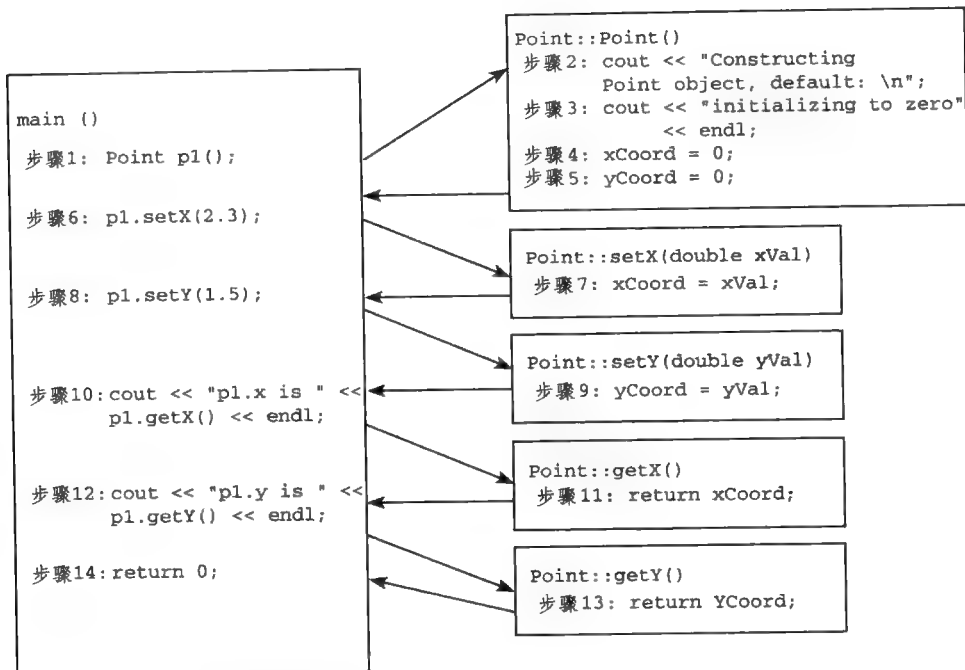 main ()
步骤1: Point p1();
步骤6: p1.setX(2.3);
步骤8: p1.setY(1.5);
步骤10:cout << "p1.x is " <<
p1.getX() << endl;
步骤12:cout << "p1.y is " <<
p1.getY() << endl;
步骤14:return 0;
Point::Point()
步骤2: cout << "Constructing
Point object, default: \n";
步骤3: cout << "initializing to zero"
<< endl;
步骤4: xCoord = 0;
步骤5: yCoord = 0;
Point::setX(double xVal)
步骤7: xCoord = xVal;
Point::setY(double yVal)
步骤9: yCoord = yVal;
Point::getX()
步骤11: return xCoord;
Point::getY()
步骤13: return YCoord;